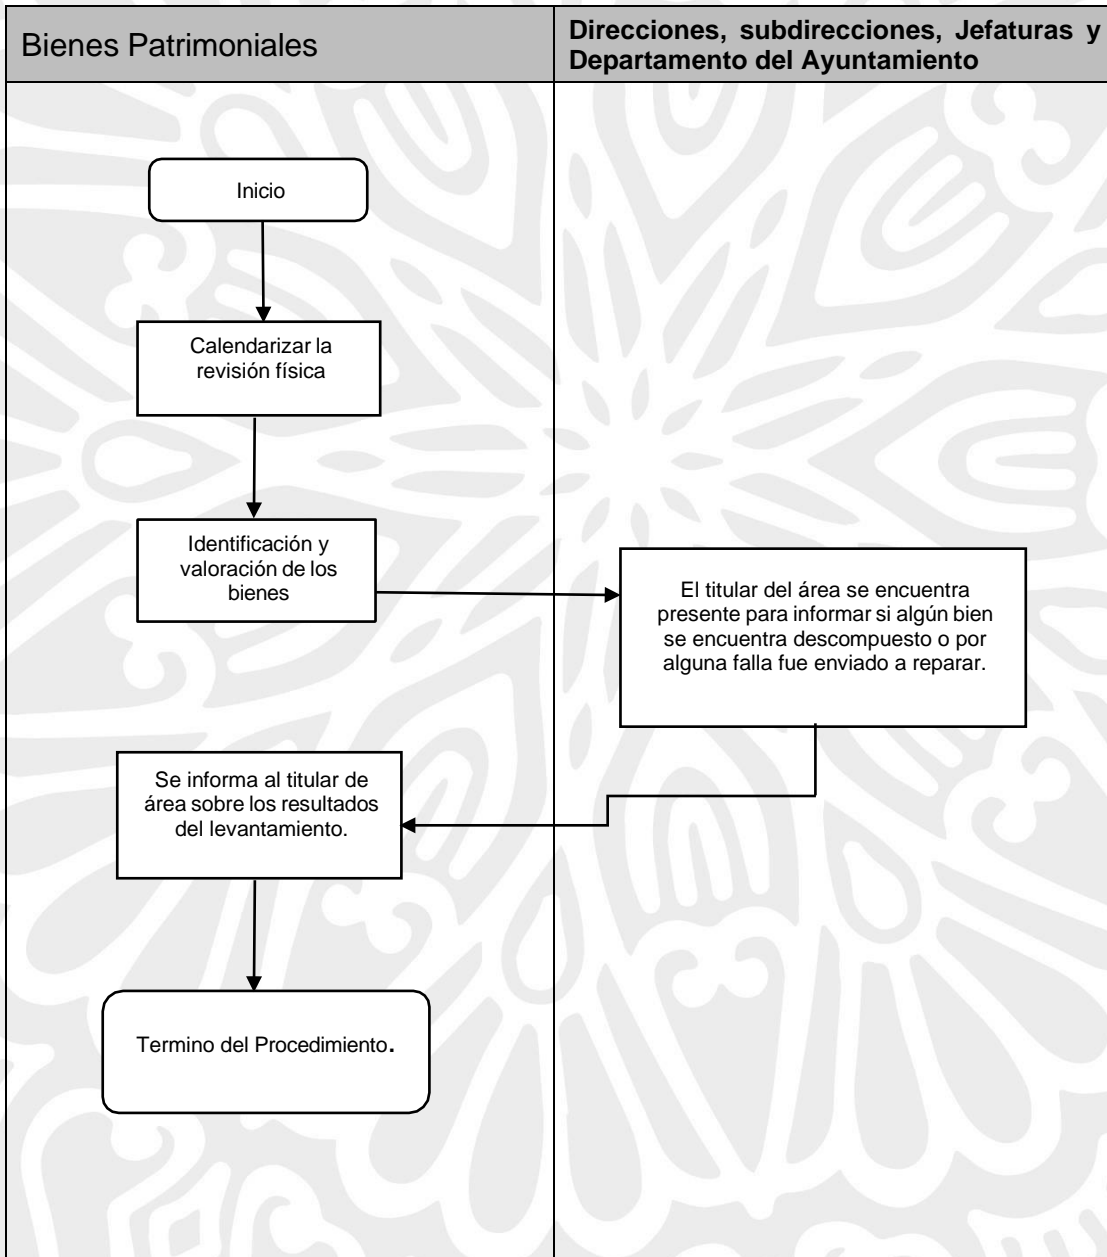 Bienes Patrimoniales
Direcciones, subdirecciones, Jefaturas y
Departamento del Ayuntamiento
Inicio
Calendarizar la
revisión física
Identificación y
valoración de los
bienes
El titular del área se encuentra
presente para informar si algún bien
se encuentra descompuesto o por
alguna falla fue enviado a reparar.
Se informa al titular de
área sobre los resultados
del levantamiento.
Termino del Procedimiento.